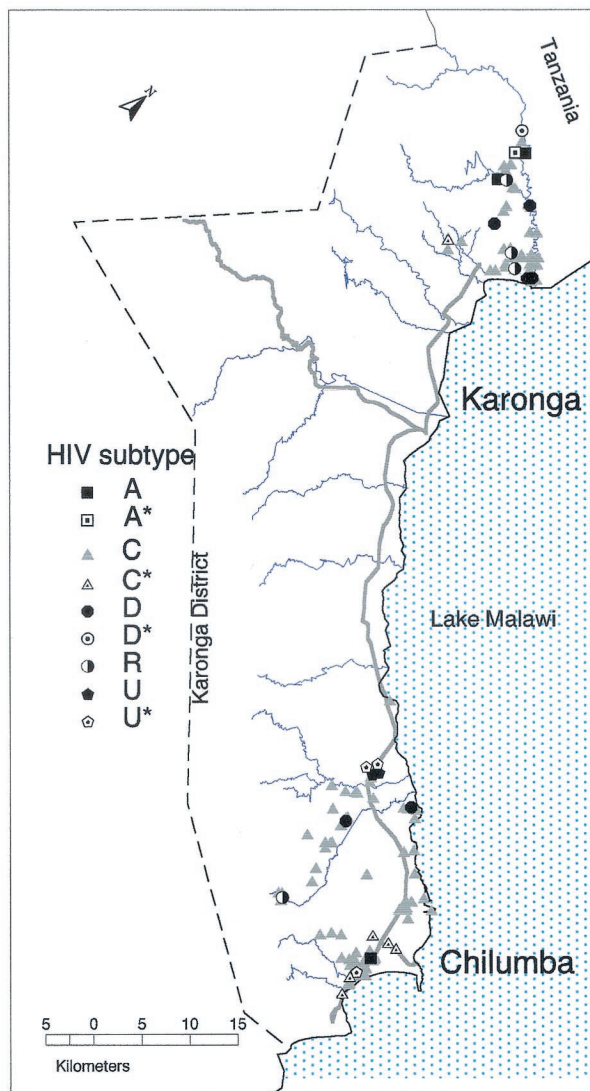 N
Tanzania
Karonga
HIV subtype
A
A*
C
C*
D
D*
R
U
U*
Karonga District
Lake Malawi
Chilumba
5 0 5 10 15
Kilometers